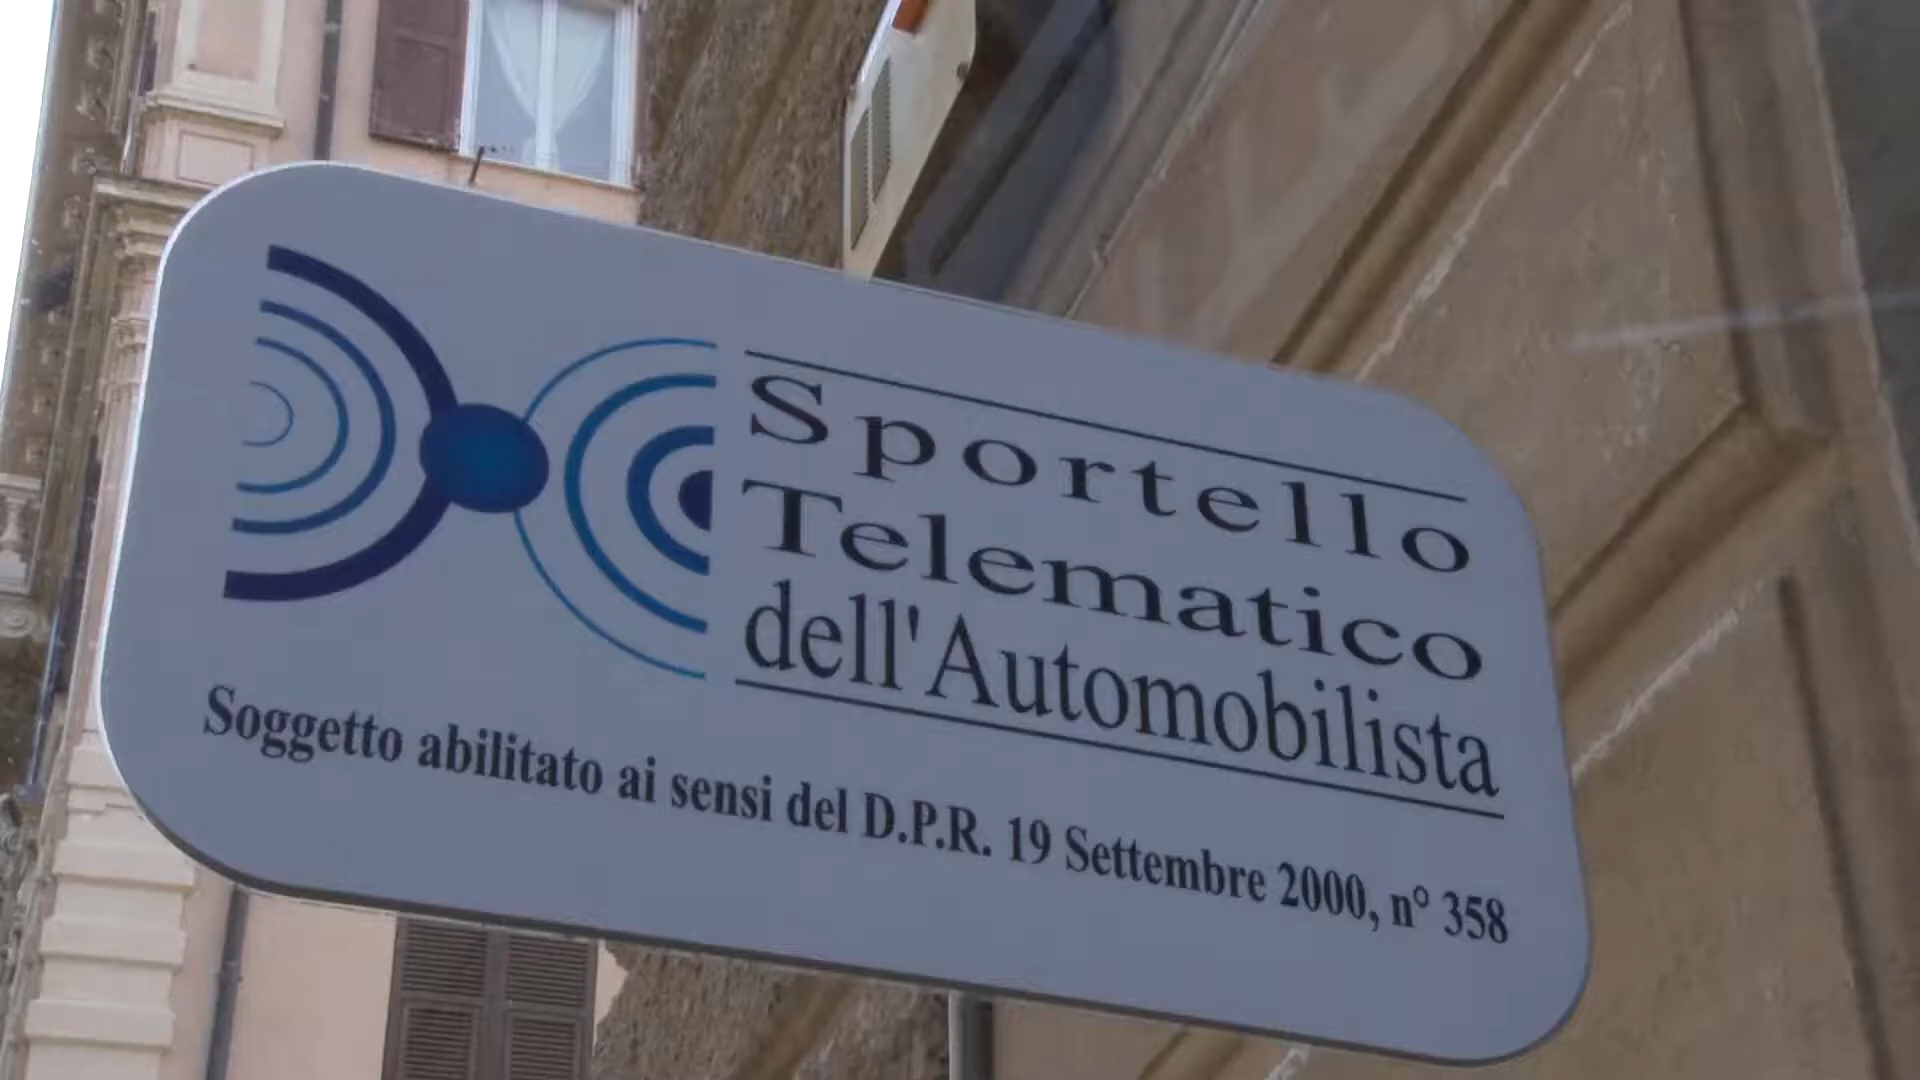 Sportello
Telematico
dell'Automobilista
Soggetto abilitato ai sensi del D.P.R. 19 Settembre 2000, n° 358